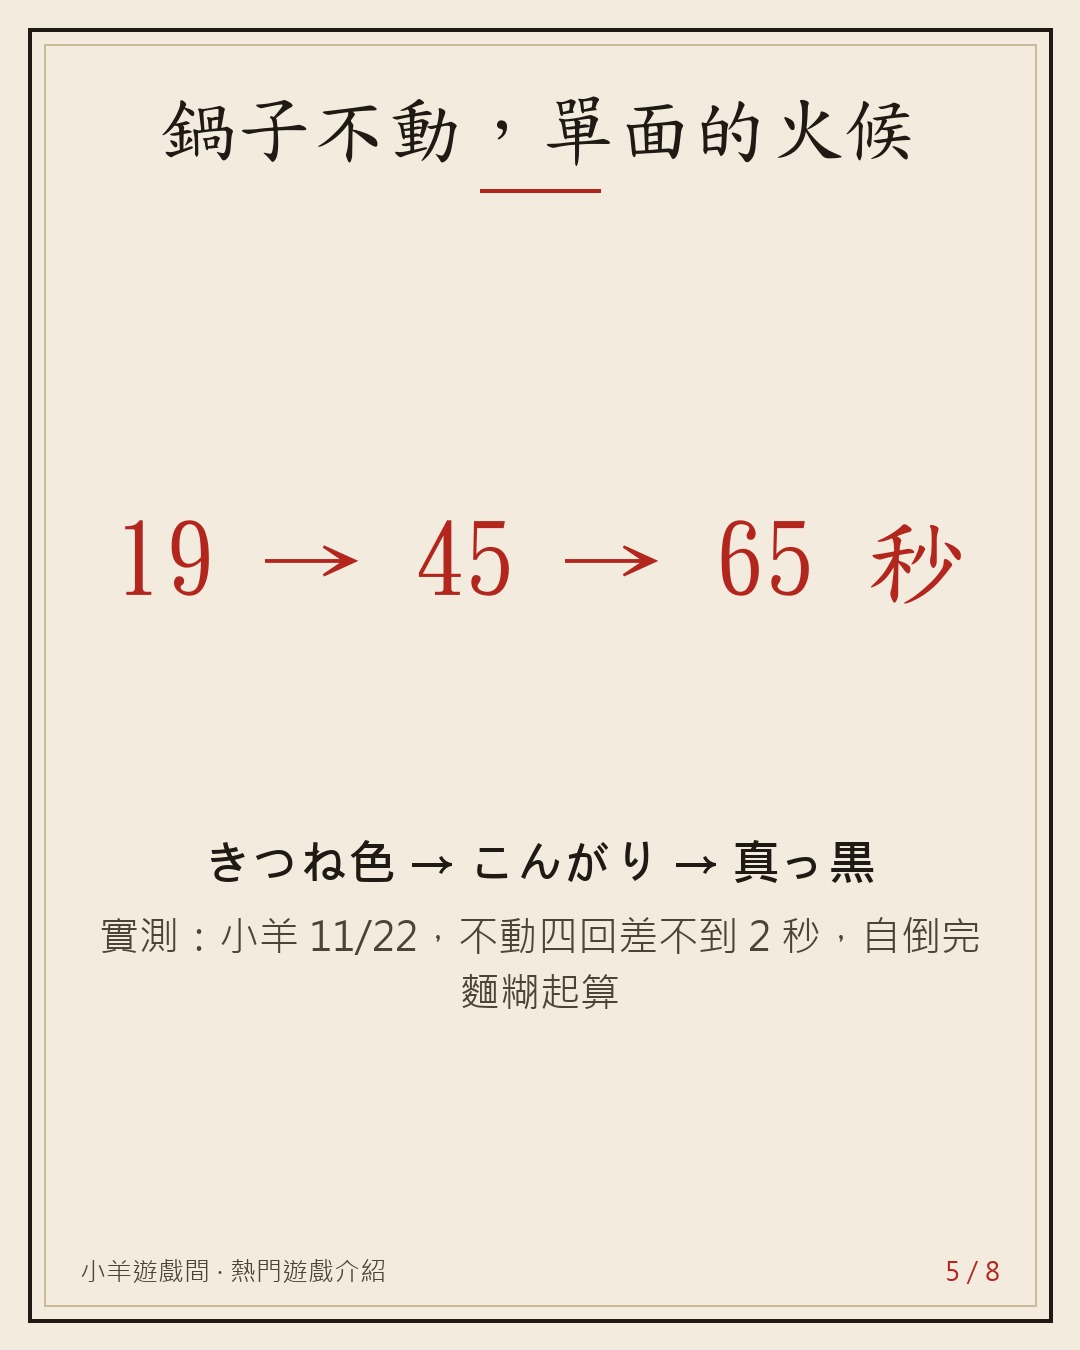 鍋子不動，單面的火候
19 → 45 → 65 秒
きつね色 → こんがり → 真っ黒
實測：小羊 11/22，不動四回差不到 2 秒，自倒完
麵糊起算
小羊遊戲間 · 熱門遊戲介紹
5 / 8